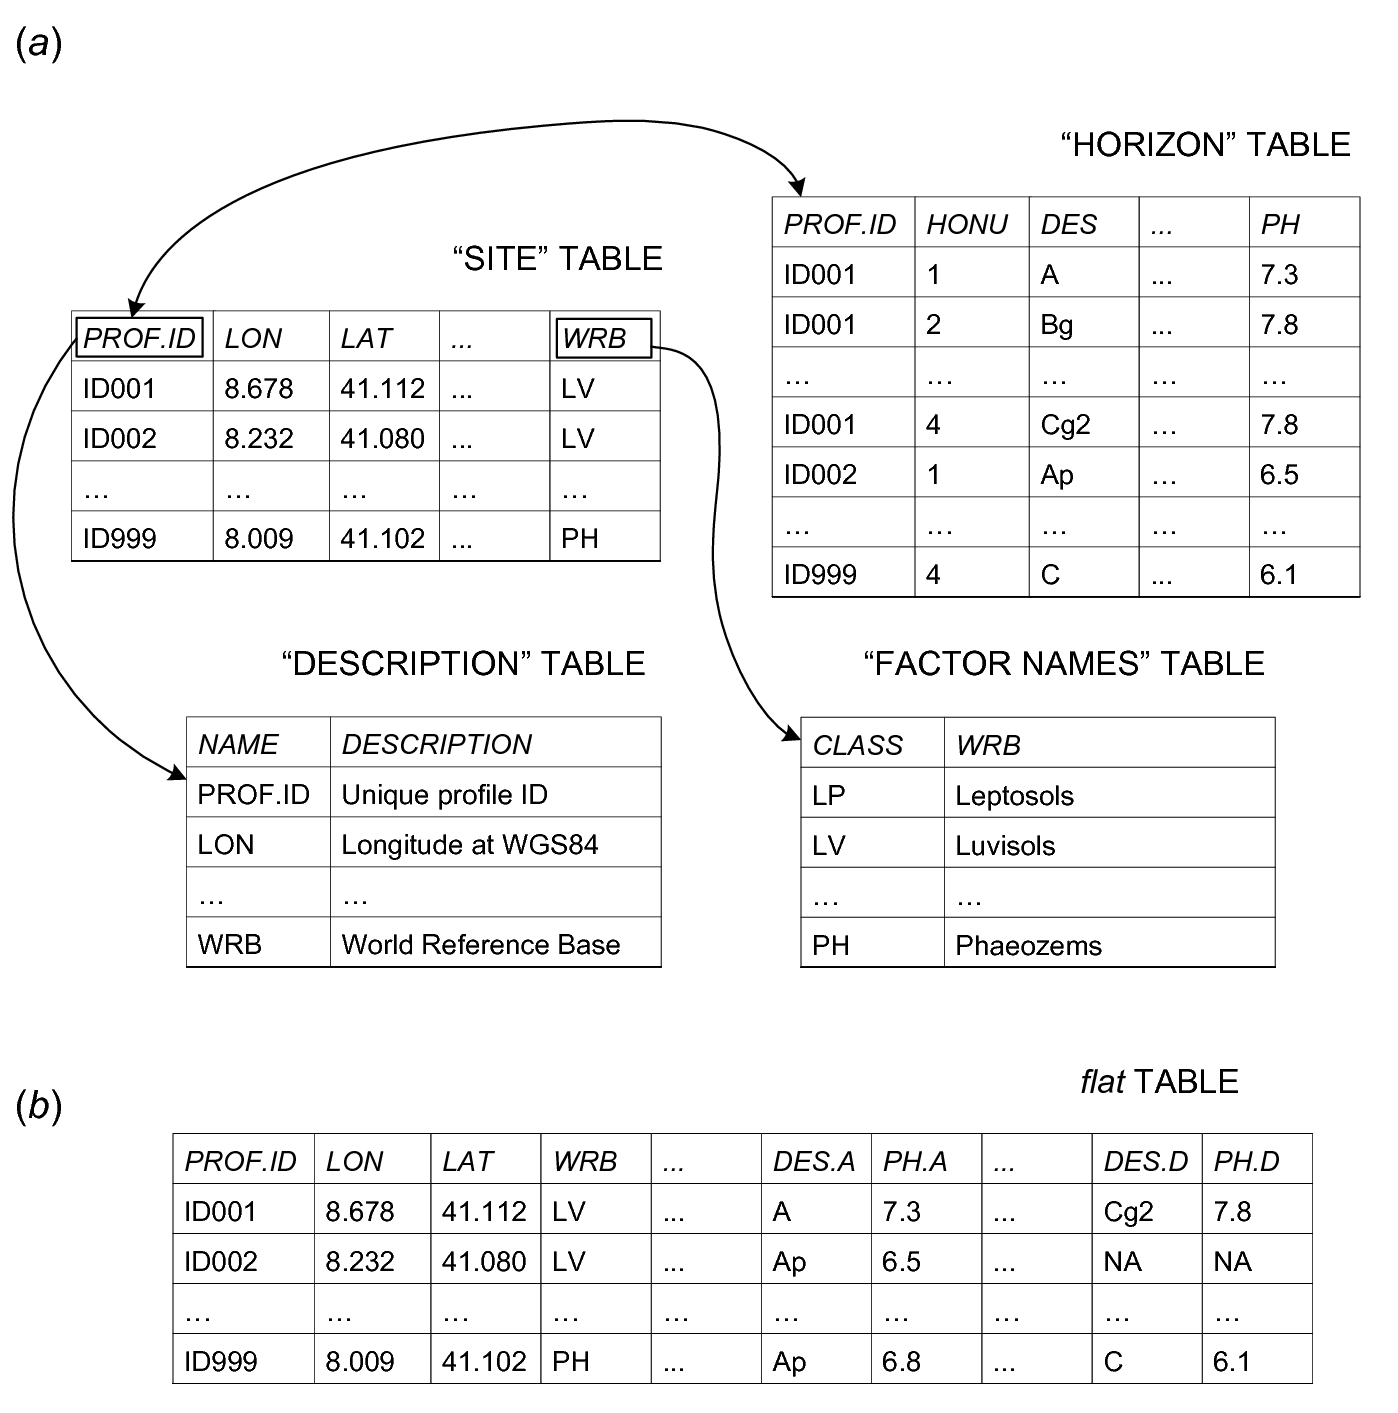 (a)
“HORIZON” TABLE
PROF.ID HONU DES ... PH
ID001 1 A ... 7.3
ID001 2 Bg ... 7.8
... ... ... ... ...
ID001 4 Cg2 ... 7.8
ID002 1 Ap ... 6.5
... ... ... ... ...
ID999 4 C ... 6.1
“SITE” TABLE
PROF.ID LON LAT ... WRB
ID001 8.678 41.112 ... LV
ID002 8.232 41.080 ... LV
... ... ... ... ...
ID999 8.009 41.102 ... PH
“DESCRIPTION” TABLE
NAME DESCRIPTION
PROF.ID Unique profile ID
LON Longitude at WGS84
... ...
WRB World Reference Base
“FACTOR NAMES” TABLE
CLASS WRB
LP Leptosols
LV Luvisols
... ...
PH Phaeozems
(b)
flat TABLE
PROF.ID LON LAT WRB ... DES.A PH.A ... DES.D PH.D
ID001 8.678 41.112 LV ... A 7.3 ... Cg2 7.8
ID002 8.232 41.080 LV ... Ap 6.5 ... NA NA
... ... ... ... ... ... ... ... ... ...
ID999 8.009 41.102 PH ... Ap 6.8 ... C 6.1